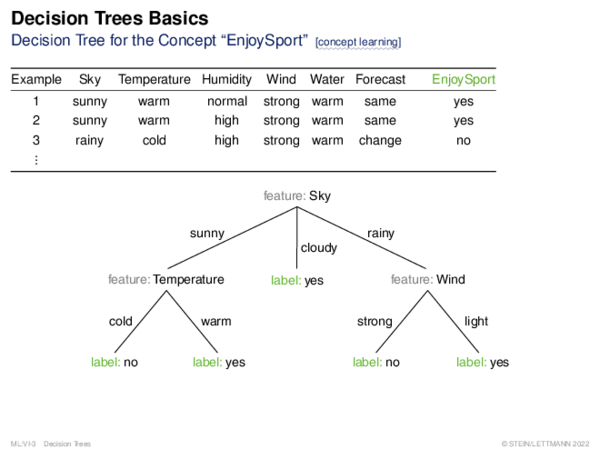 Decision Trees Basics
Decision Tree for the Concept “EnjoySport” [concept learning]
Example Sky Temperature Humidity Wind Water Forecast EnjoySport
1 sunny warm normal strong warm same yes
2 sunny warm high strong warm same yes
3 rainy cold high strong warm change no
⋮
feature: Sky
sunny cloudy rainy
feature: Temperature label: yes feature: Wind
cold warm strong light
label: no label: yes label: no label: yes
ML:VI-3 Decision Trees © STEIN/LETTMANN 2022